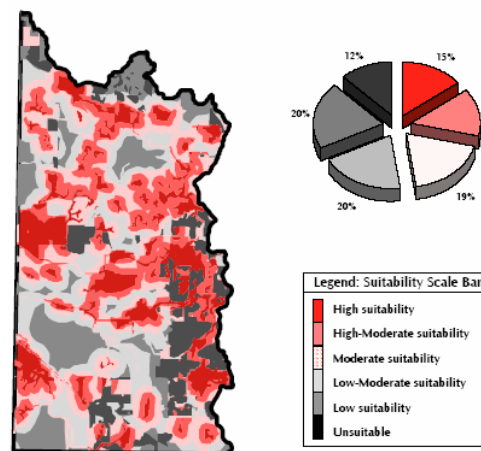 12%
15%
20%
20%
19%
Legend: Suitability Scale Bar
High suitability
High-Moderate suitability
Moderate suitability
Low-Moderate suitability
Low suitability
Unsuitable